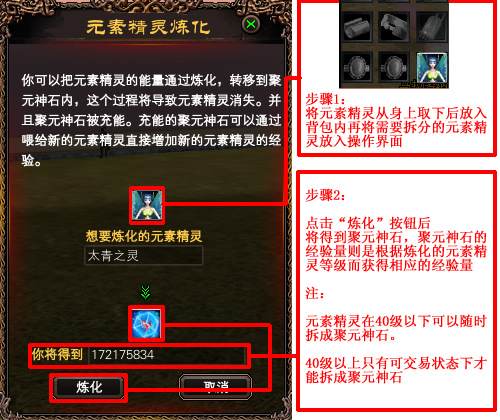 元素精灵炼化
你可以把元素精灵的能量通过炼化，转移到聚
元神石内，这个过程将导致元素精灵消失。并
且聚元神石被充能。充能的聚元神石可以通过
喂给新的元素精灵直接增加新的元素精灵的经
验。
想要炼化的元素精灵
太青之灵
你将得到 172175834
炼化
取消
步骤1：
将元素精灵从身上取下后放入
背包内再将需要拆分的元素精
灵放入操作界面
步骤2：
点击“炼化”按钮后
将得到聚元神石，聚元神石的
经验量则是根据炼化的元素精
灵等级而获得相应的经验量
注：
元素精灵在40级以下可以随时
拆成聚元神石。
40级以上只有可交易状态下才
能拆成聚元神石